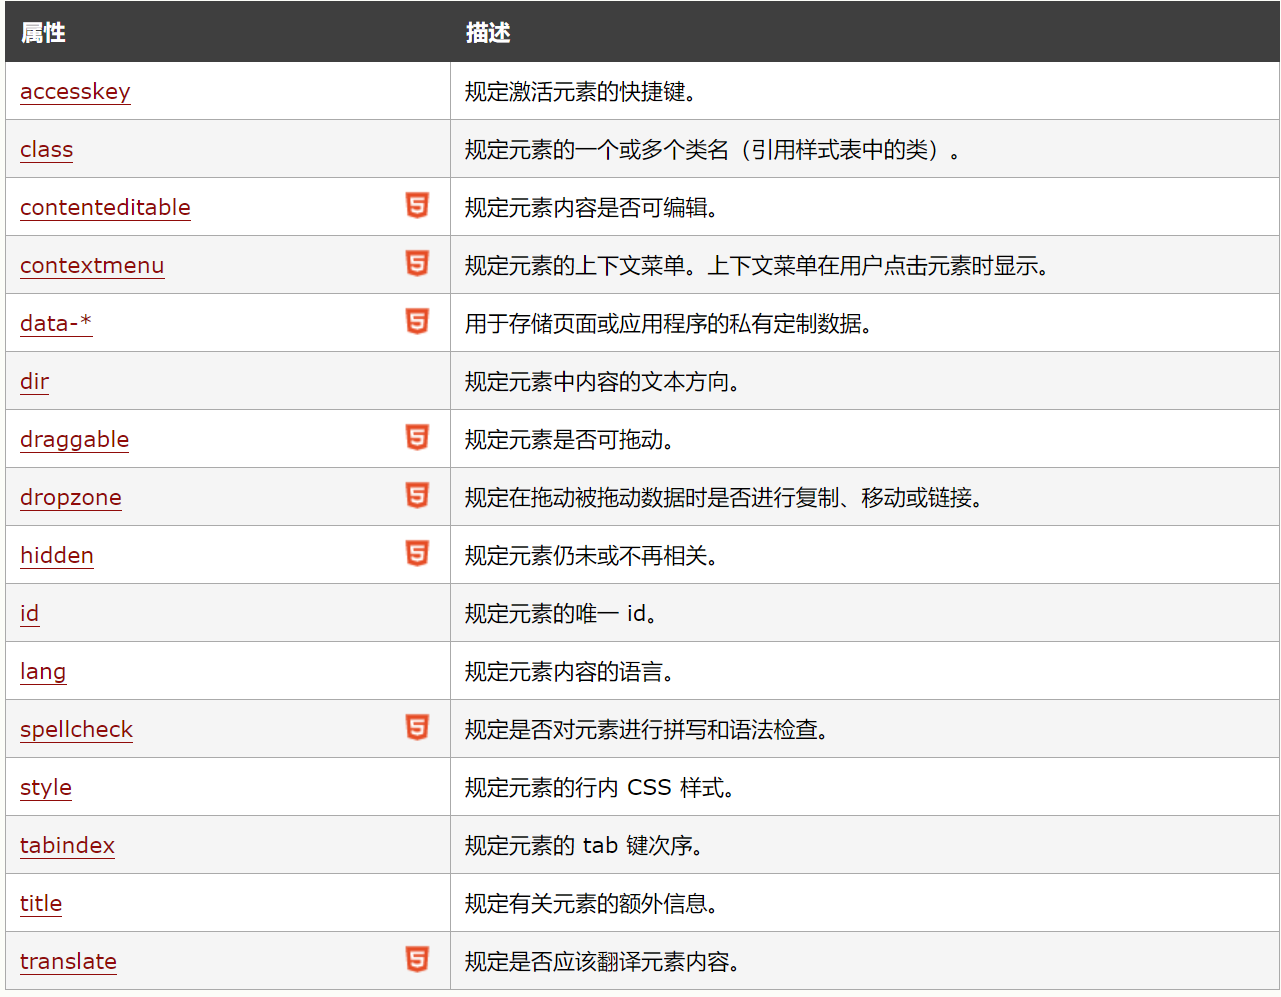 属性 描述
accesskey 规定激活元素的快捷键。
class 规定元素的一个或多个类名（引用样式表中的类）。
contenteditable 5 规定元素内容是否可编辑。
contextmenu 5 规定元素的上下文菜单。上下文菜单在用户点击元素时显示。
data-* 5 用于存储页面或应用程序的私有定制数据。
dir 规定元素中内容的文本方向。
draggable 5 规定元素是否可拖动。
dropzone 5 规定在拖动被拖动数据时是否进行复制、移动或链接。
hidden 5 规定元素仍未或不再相关。
id 规定元素的唯一 id。
lang 规定元素内容的语言。
spellcheck 5 规定是否对元素进行拼写和语法检查。
style 规定元素的行内 CSS 样式。
tabindex 规定元素的 tab 键次序。
title 规定有关元素的额外信息。
translate 5 规定是否应该翻译元素内容。